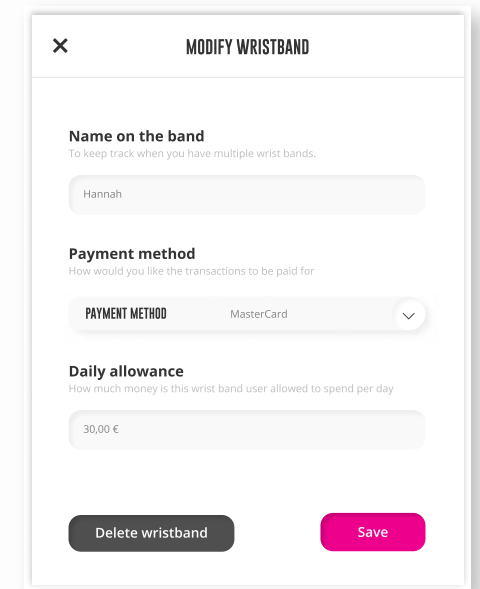 MODIFY WRISTBAND
Name on the band
To keep track when you have multiple wrist bands.
Hannah
Payment method
How would you like the transactions to be paid for
PAYMENT METHOD MasterCard
Daily allowance
How much money is this wrist band user allowed to spend per day
30,00 €
Delete wristband Save